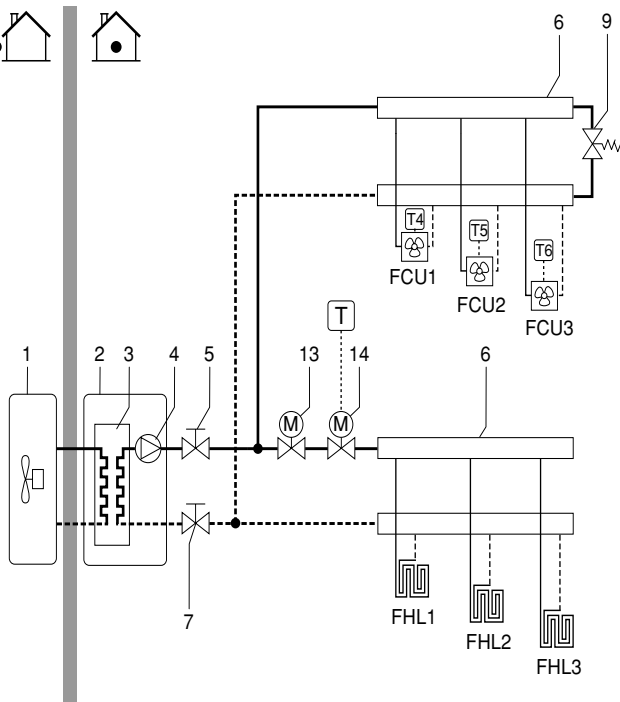 6 9
T4
T5
T6
FCU1
FCU2
FCU3
T
1 2 3 4 5 13 14 6
M M
7
FHL1
FHL2
FHL3